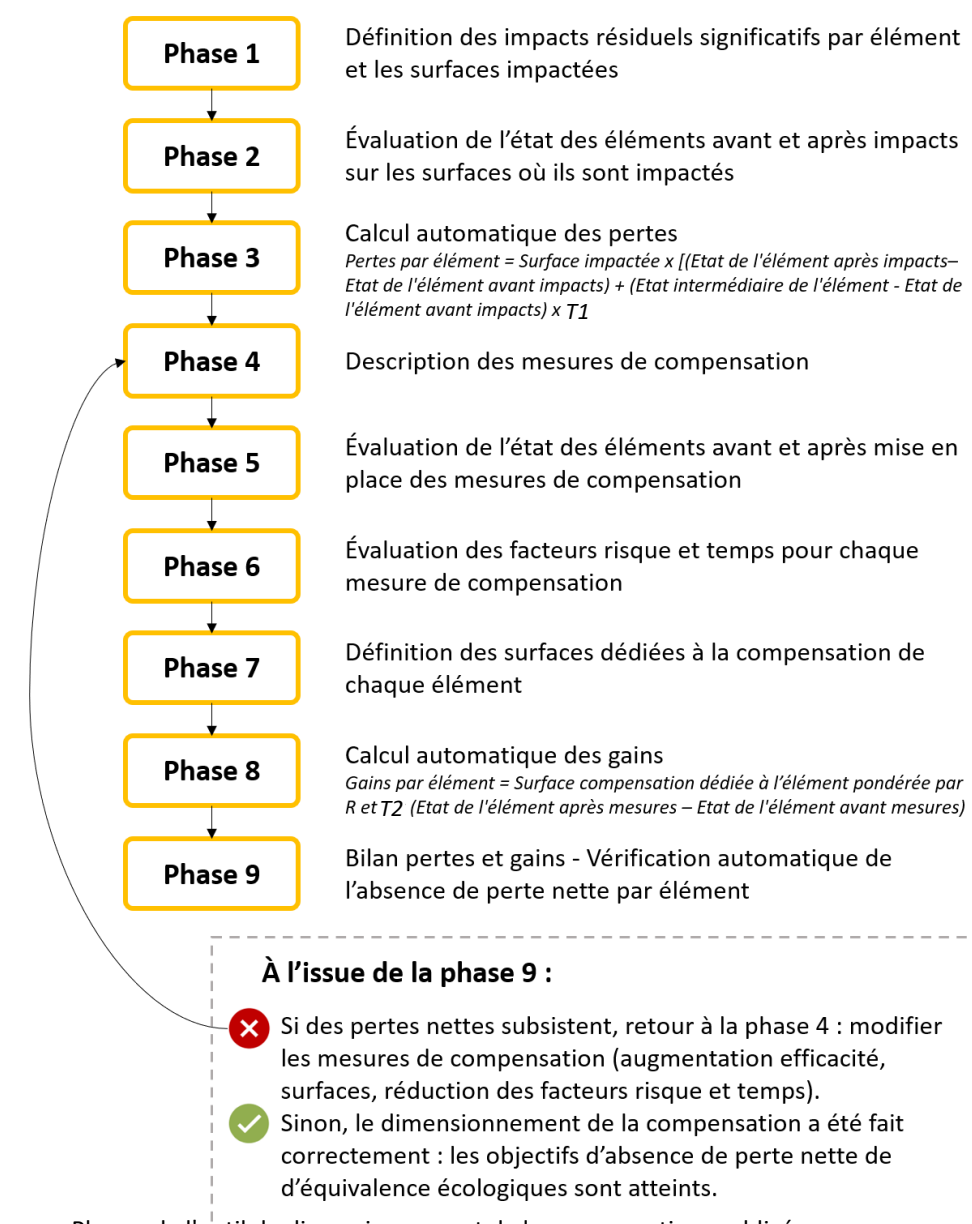 Phase 1
Définition des impacts résiduels significatifs par élément
et les surfaces impactées
Phase 2
Évaluation de l’état des éléments avant et après impacts
sur les surfaces où ils sont impactés
Phase 3
Calcul automatique des pertes
Pertes par élément = Surface impactée x [(Etat de l'élément après impacts–
Etat de l'élément avant impacts) + (Etat intermédiaire de l'élément - Etat de
l'élément avant impacts) x T1
Phase 4
Description des mesures de compensation
Phase 5
Évaluation de l’état des éléments avant et après mise en
place des mesures de compensation
Phase 6
Évaluation des facteurs risque et temps pour chaque
mesure de compensation
Phase 7
Définition des surfaces dédiées à la compensation de
chaque élément
Phase 8
Calcul automatique des gains
Gains par élément = Surface compensation dédiée à l’élément pondérée par
R et T2 (Etat de l'élément après mesures – Etat de l'élément avant mesures)
Phase 9
Bilan pertes et gains - Vérification automatique de
l’absence de perte nette par élément
À l’issue de la phase 9 :
Si des pertes nettes subsistent, retour à la phase 4 : modifier
les mesures de compensation (augmentation efficacité,
surfaces, réduction des facteurs risque et temps).
Sinon, le dimensionnement de la compensation a été fait
correctement : les objectifs d’absence de perte nette de
d’équivalence écologiques sont atteints.